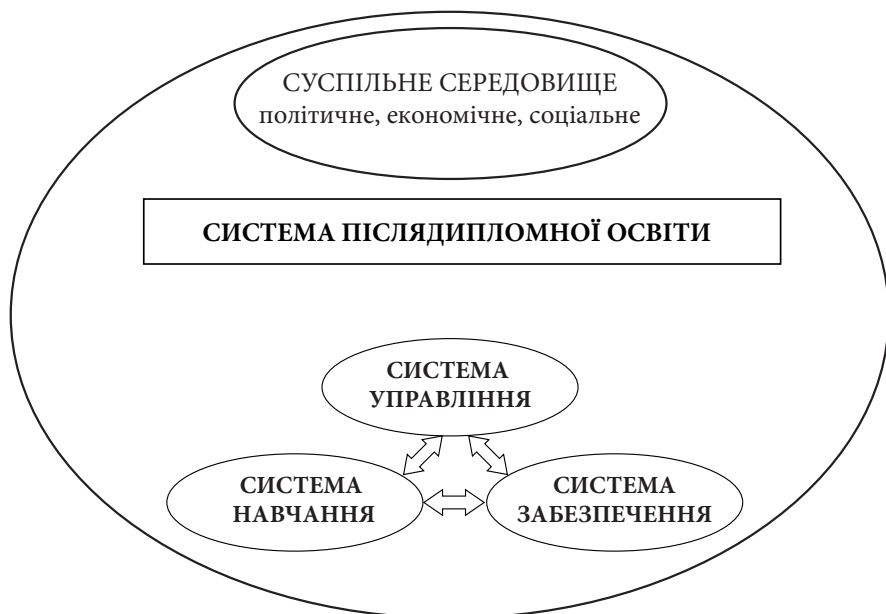 СУСПІЛЬНЕ СЕРЕДОВИЩЕ
політичне, економічне, соціальне
СИСТЕМА ПІСЛЯДИПЛОМНОЇ ОСВІТИ
СИСТЕМА
УПРАВЛІННЯ
СИСТЕМА
НАВЧАННЯ
СИСТЕМА
ЗАБЕЗПЕЧЕННЯ